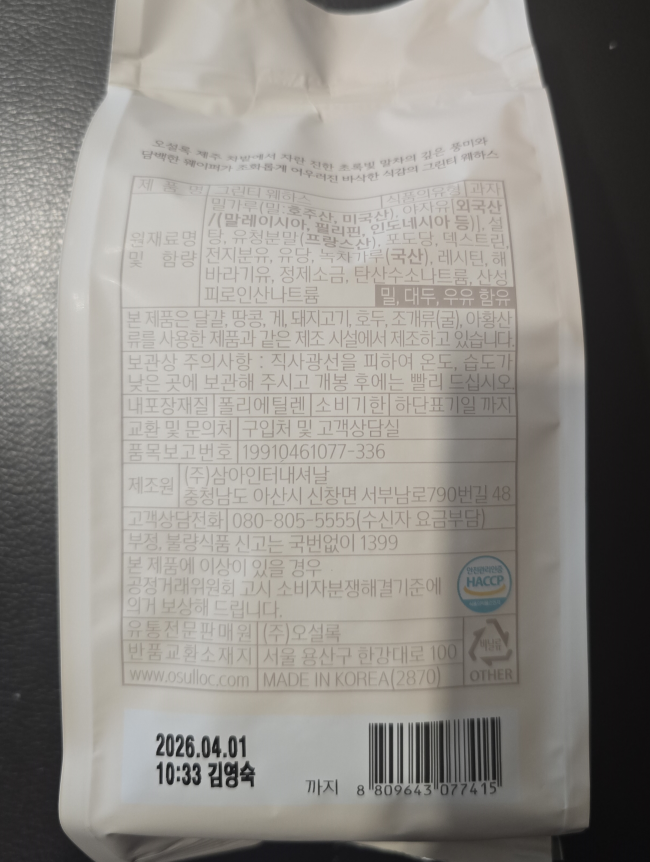 오설록 제주 차밭에서 자란 진한 초록빛 말차의 깊은 풍미와
담백한 웨이퍼가 조화롭게 어우러진 바삭한 식감의 그린티 웨하스
제 품 명 그린티 웨하스 식품의유형 과자
원재료명 및 함량
밀가루(밀:호주산, 미국산), 야자유(외국산
/(말레이시아, 필리핀, 인도네시아 등)), 설
탕, 유청분말(프랑스산), 포도당, 덱스트린,
전지분유, 유당, 녹차가루(국산), 레시틴, 해
바라기유, 정제소금, 탄산수소나트륨, 산성
피로인산나트륨 밀, 대두, 우유 함유
본 제품은 달걀, 땅콩, 게, 돼지고기, 호두, 조개류(굴), 아황산
류를 사용한 제품과 같은 제조 시설에서 제조하고 있습니다.
보관상 주의사항 : 직사광선을 피하여 온도, 습도가
낮은 곳에 보관해 주시고 개봉 후에는 빨리 드십시오
내포장재질 폴리에틸렌 소비기한 하단표기일 까지
교환 및 문의처 구입처 및 고객상담실
품목보고번호 19910461077-336
제조원 (주)삼아인터내셔날
충청남도 아산시 신창면 서부남로790번길 48
고객상담전화 080-805-5555(수신자 요금부담)
부정, 불량식품 신고는 국번없이 1399
본 제품에 이상이 있을 경우
공정거래위원회 고시 소비자분쟁해결기준에
의거 보상해 드립니다.
HACCP
유통전문판매원 (주)오설록
반품교환소재지 서울 용산구 한강대로 100
www.osulloc.com MADE IN KOREA(2870)
OTHER
2026.04.01
10:33 김영숙
까지
8 809643 077415